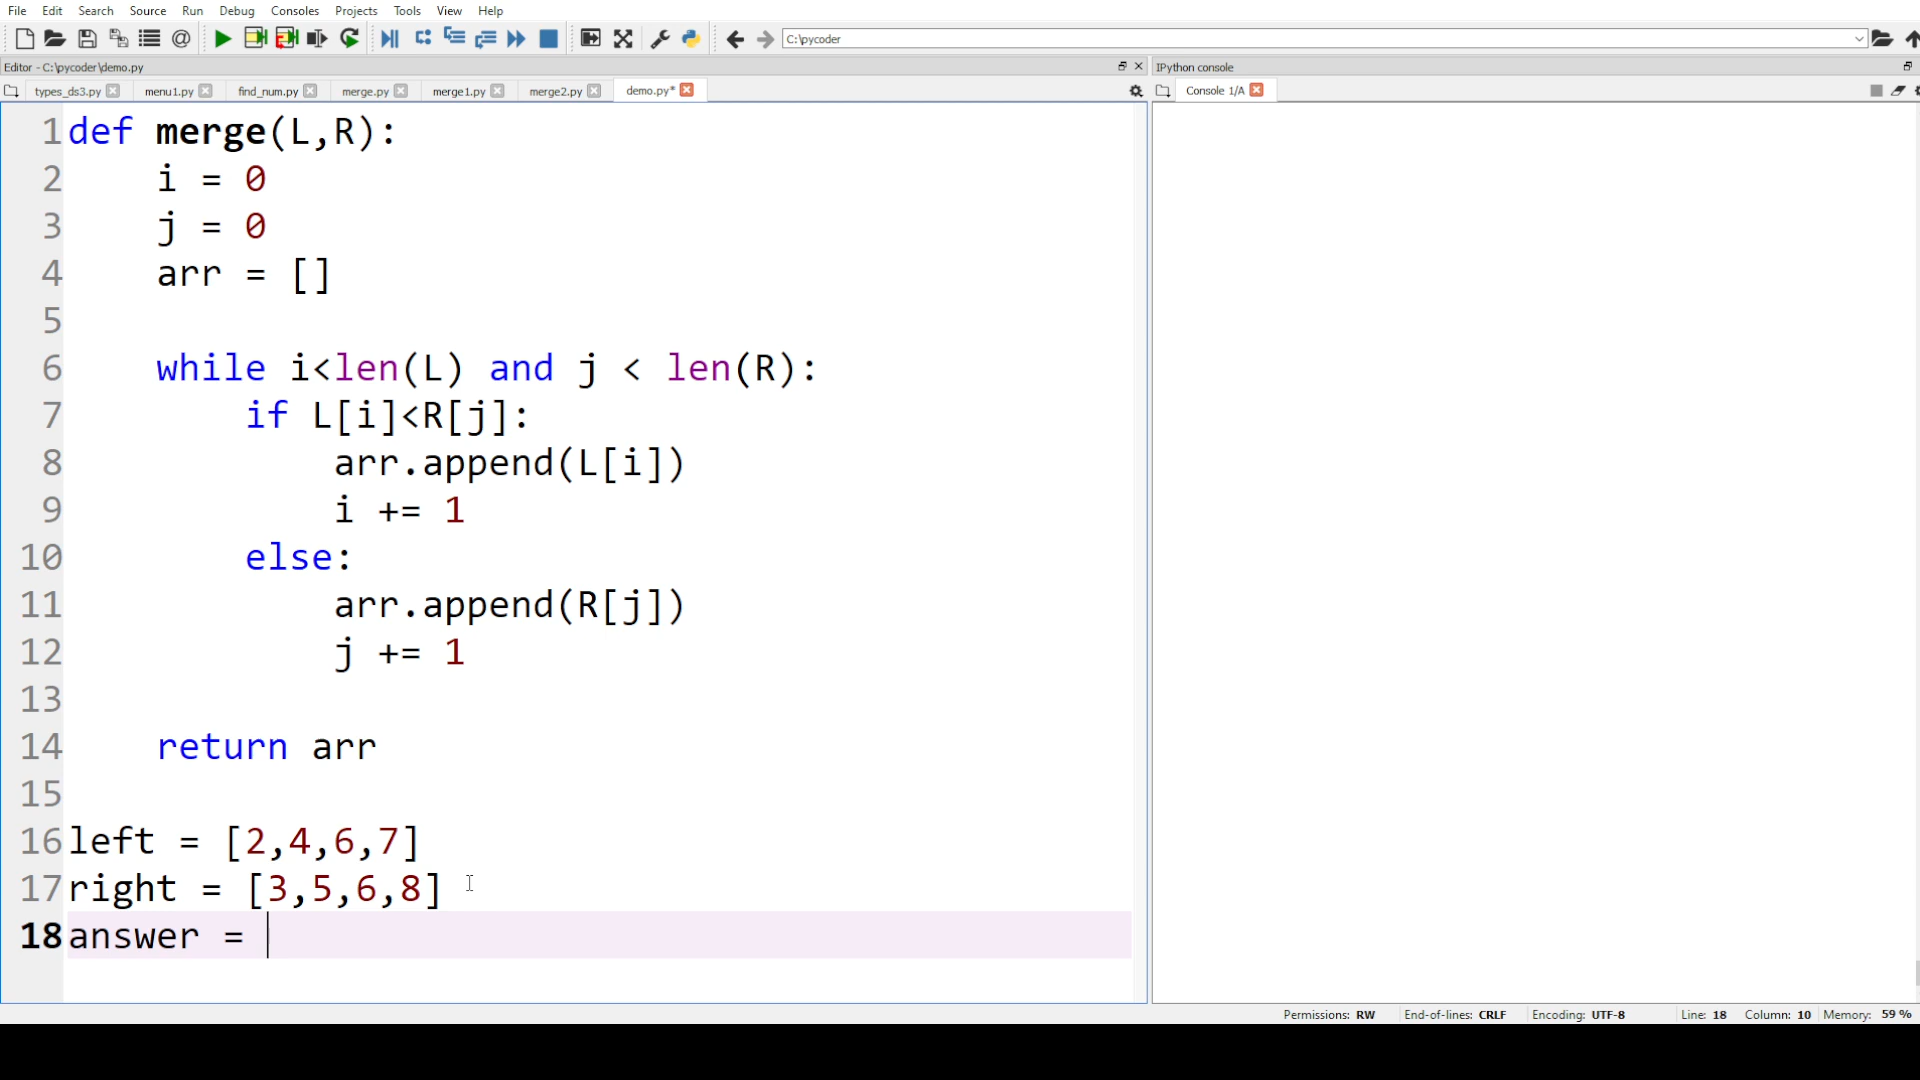 File Edit Search Source Run Debug Consoles Projects Tools View Help
C:\pycoder
Editor - C:\pycoder\demo.py
IPython console
types_ds3.py menu1.py find_num.py merge.py merge1.py merge2.py demo.py*
Console 1/A
1 def merge(L,R):
2     i = 0
3     j = 0
4     arr = []
5
6     while i<len(L) and j < len(R):
7         if L[i]<R[j]:
8             arr.append(L[i])
9             i += 1
10         else:
11             arr.append(R[j])
12             j += 1
13
14     return arr
15
16 left = [2,4,6,7]
17 right = [3,5,6,8]
18 answer =
Permissions: RW End-of-lines: CRLF Encoding: UTF-8 Line: 18 Column: 10 Memory: 59 %